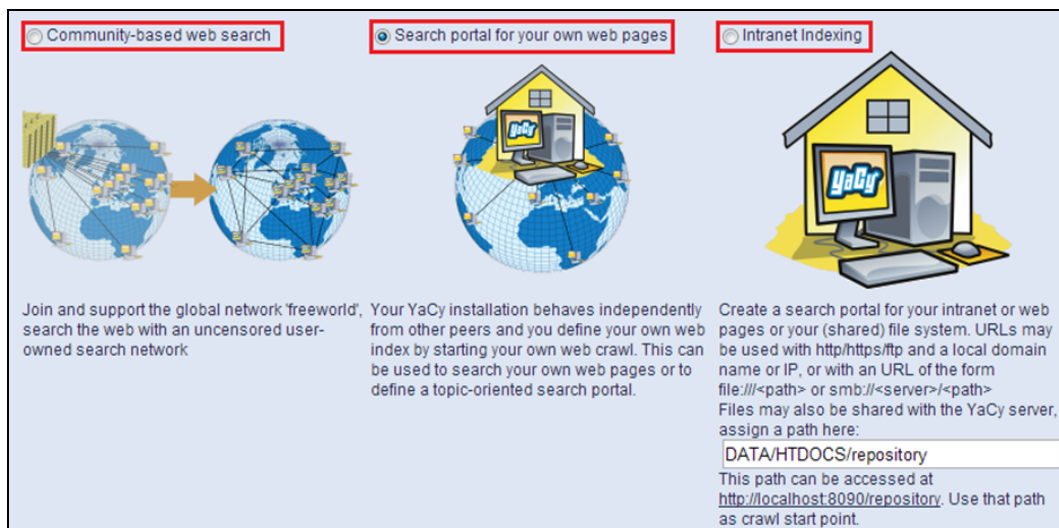 Community-based web search
Join and support the global network 'freeworld',
search the web with an uncensored user-
owned search network
Search portal for your own web pages
YaCy
Your YaCy installation behaves independently
from other peers and you define your own web
index by starting your own web crawl. This can
be used to search your own web pages or to
define a topic-oriented search portal.
Intranet Indexing
YaCy
Create a search portal for your intranet or web
pages or your (shared) file system. URLs may
be used with http/https/ftp and a local domain
name or IP, or with an URL of the form
file:///<path> or smb://<server>/<path>
Files may also be shared with the YaCy server,
assign a path here:
DATA/HTDOCS/repository
This path can be accessed at
http://localhost:8090/repository. Use that path
as crawl start point.